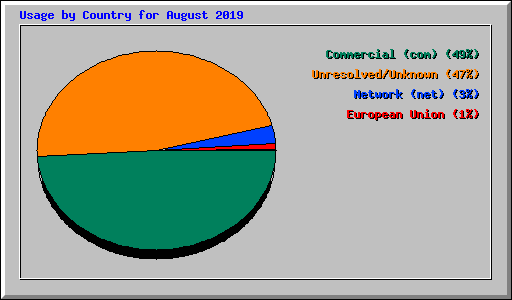 Usage by Country for August 2019
Commercial (com) (49%)
Unresolved/Unknown (47%)
Network (net) (3%)
European Union (1%)